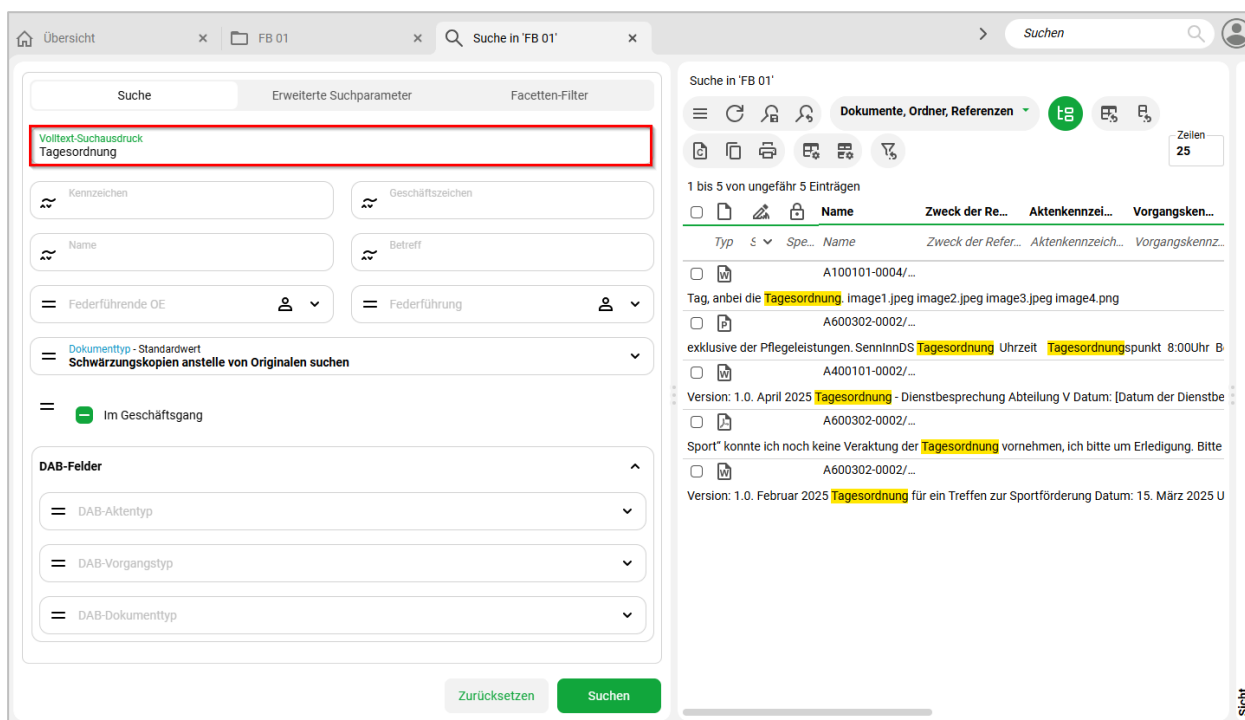 Übersicht
FB 01
Suche in 'FB 01'
Suchen
Suche
Erweiterte Suchparameter
Facetten-Filter
Volltext-Suchausdruck
Tagesordnung
Kennzeichen
Geschäftszeichen
Name
Betreff
Federführende OE
Federführung
Dokumenttyp - Standardwert
Schwärzungskopien anstelle von Originalen suchen
Im Geschäftsgang
DAB-Felder
DAB-Aktentyp
DAB-Vorgangstyp
DAB-Dokumenttyp
Zurücksetzen
Suchen
Suche in 'FB 01'
Dokumente, Ordner, Referenzen
Zeilen
25
1 bis 5 von ungefähr 5 Einträgen
Name Zweck der Re... Aktenkennzei... Vorgangsken...
Typ S Spe... Name Zweck der Refer... Aktenkennzeich... Vorgangskennz...
A100101-0004/...
Tag, anbei die Tagesordnung. image1.jpeg image2.jpeg image3.jpeg image4.png
A600302-0002/...
exklusive der Pflegeleistungen. SennInnDS Tagesordnung Uhrzeit Tagesordnungspunkt 8:00Uhr B
A400101-0002/...
Version: 1.0. April 2025 Tagesordnung - Dienstbesprechung Abteilung V Datum: [Datum der Dienstbe
A600302-0002/...
Sport" konnte ich noch keine Veraktung der Tagesordnung vornehmen, ich bitte um Erledigung. Bitte
A600302-0002/...
Version: 1.0. Februar 2025 Tagesordnung für ein Treffen zur Sportförderung Datum: 15. März 2025 U
Sicht